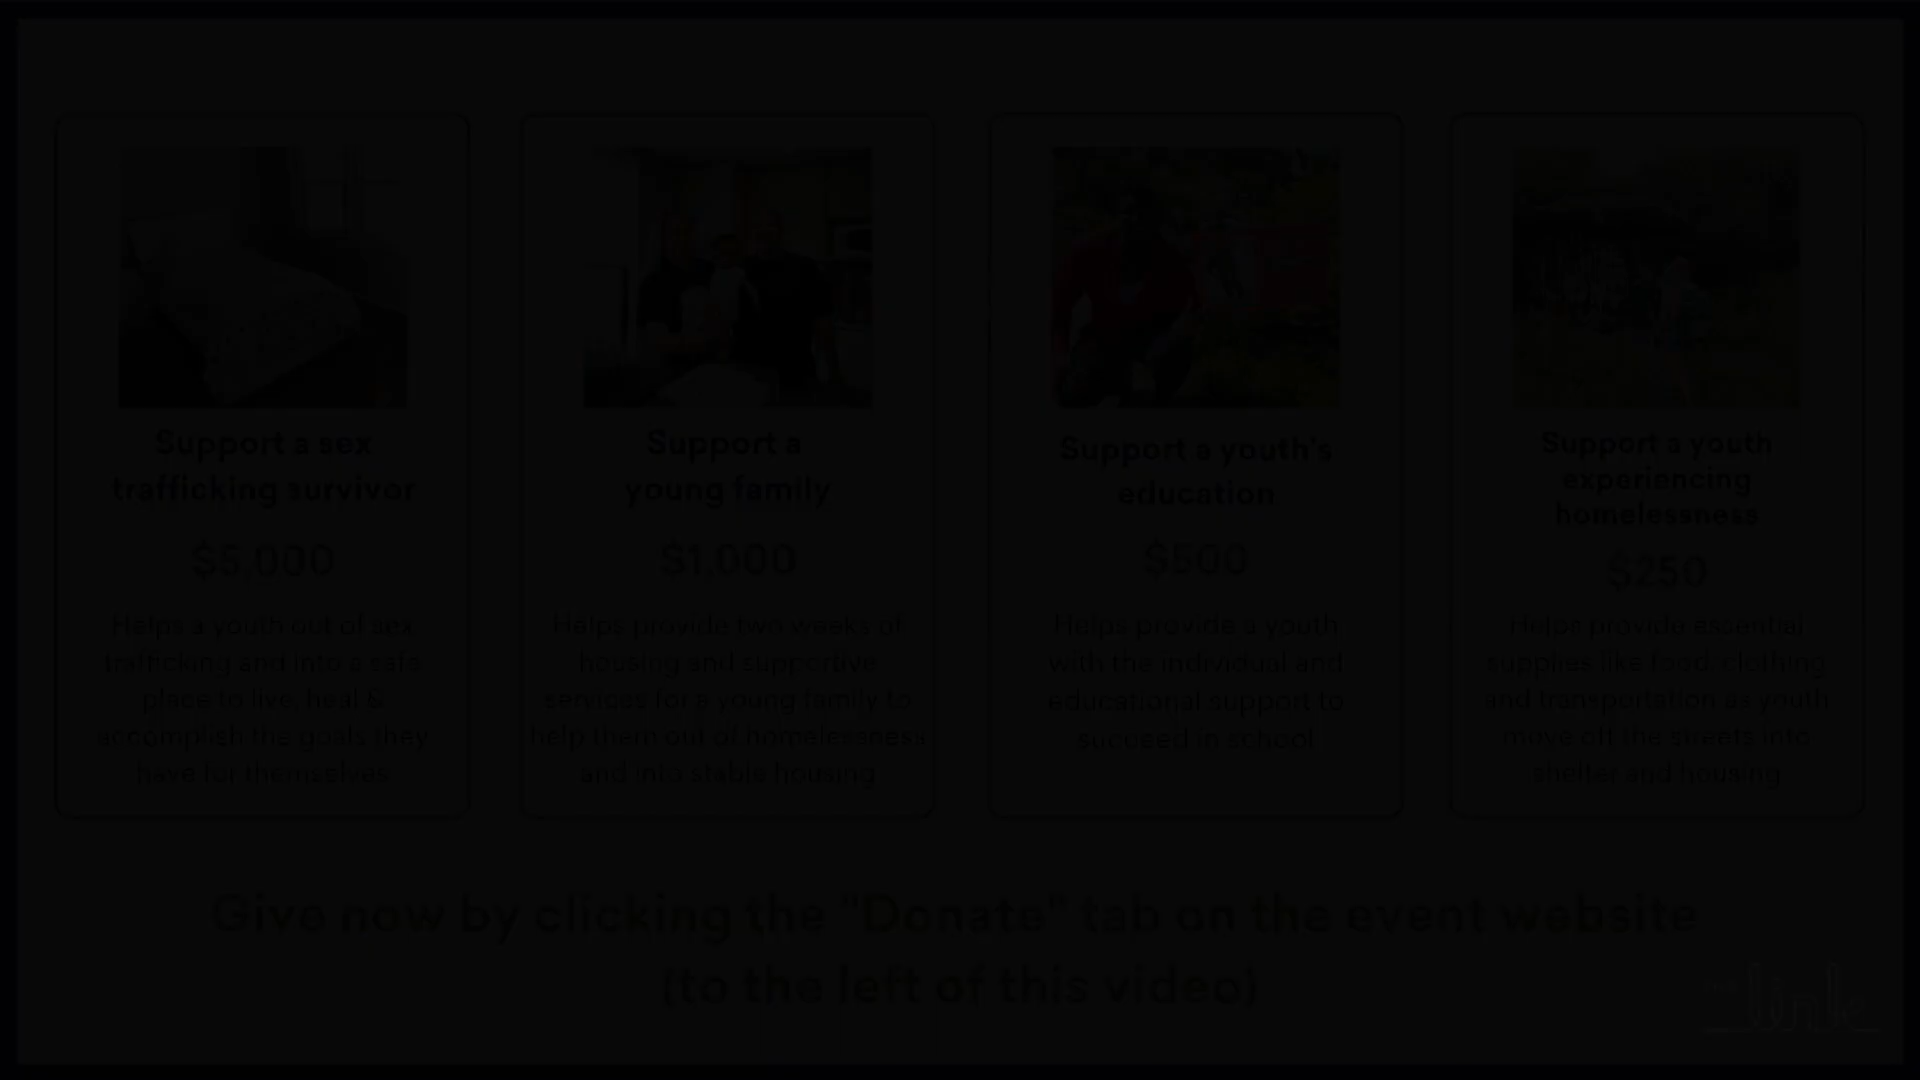 Support a sex
trafficking survivor
$5,000
Helps a youth out of sex
trafficking and into a safe
place to live, heal &
accomplish the goals they
have for themselves
Support a
young family
$1,000
Helps provide two weeks of
housing and supportive
services for a young family to
help them out of homelessness
and into stable housing
Support a youth's
education
$500
Helps provide a youth
with the individual and
educational support to
succeed in school
Support a youth
experiencing
homelessness
$250
Helps provide essential
supplies like food, clothing
and transportation as youth
move off the streets into
shelter and housing
Give now by clicking the "Donate" tab on the event website
(to the left of this video)
link